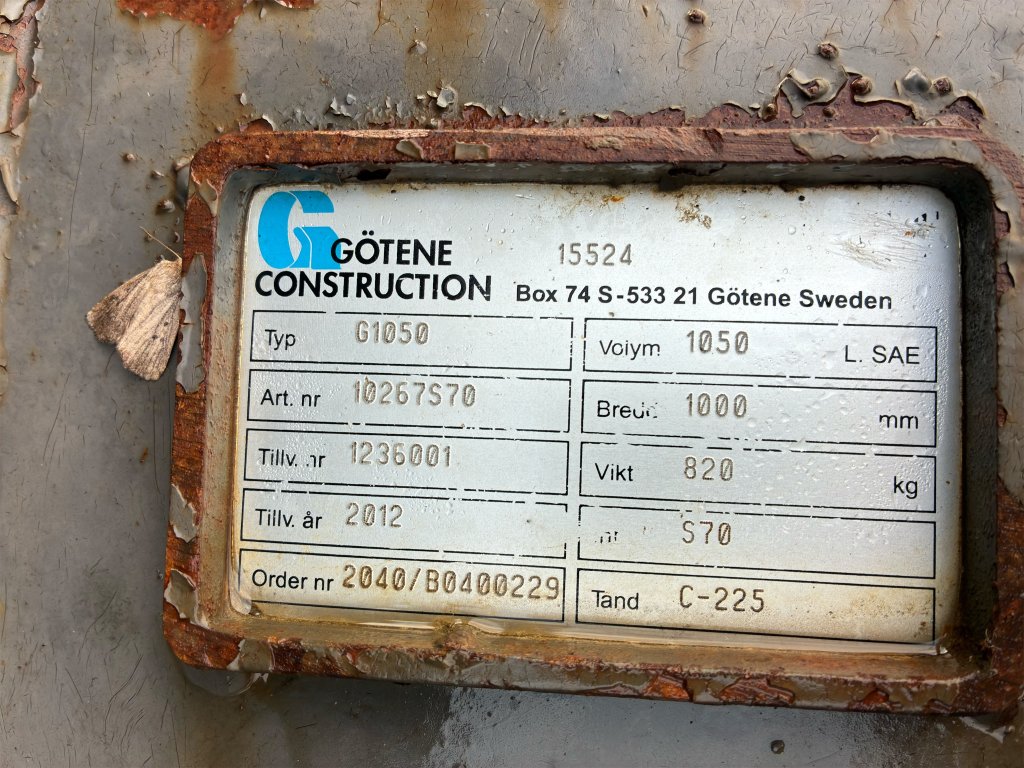 GÖTENE
CONSTRUCTION
15524
Box 74 S-533 21 Götene Sweden
Typ G1050
Art. nr 10267S70
Tillv. nr 1236001
Tillv. år 2012
Order nr 2040/B0400229
Volym 1050 L. SAE
Bredd 1000 mm
Vikt 820 kg
S70
Tand C-225